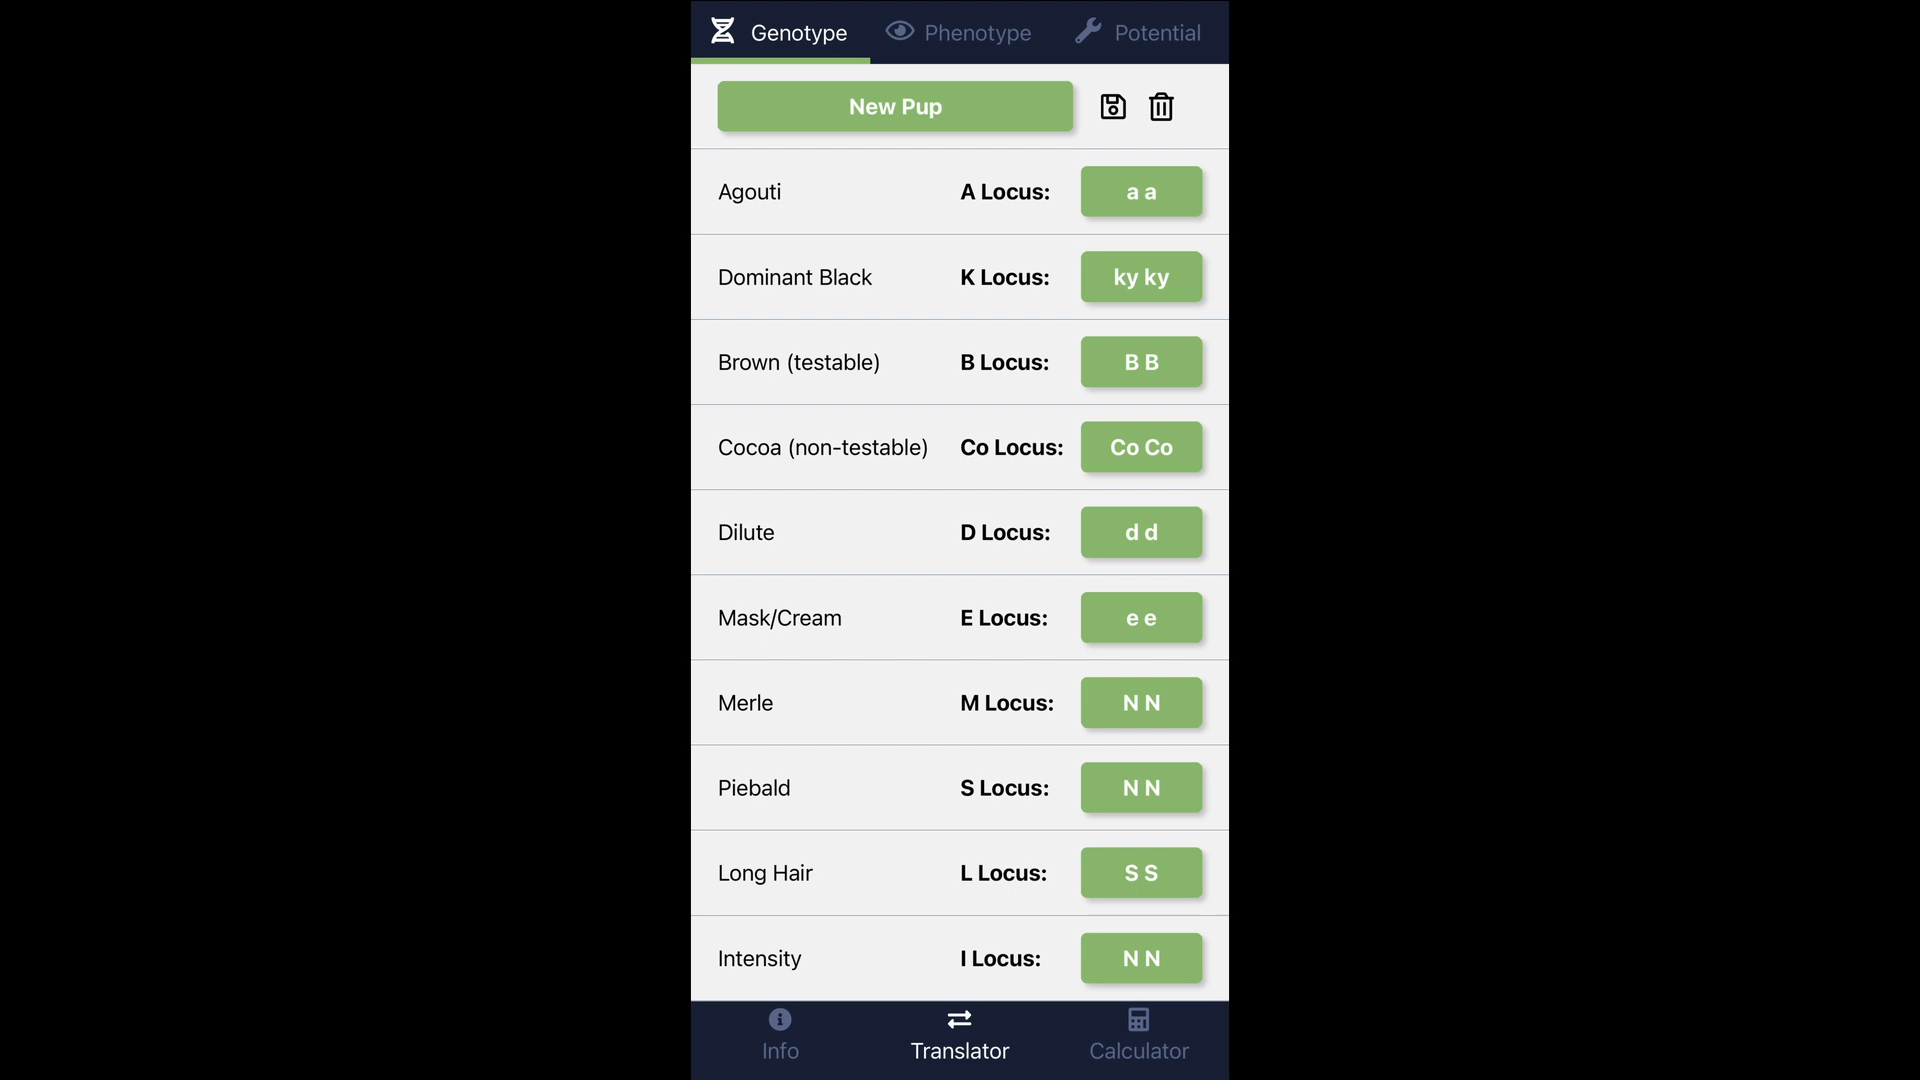 Genotype Phenotype Potential
New Pup
Agouti A Locus: a a
Dominant Black K Locus: ky ky
Brown (testable) B Locus: B B
Cocoa (non-testable) Co Locus: Co Co
Dilute D Locus: d d
Mask/Cream E Locus: e e
Merle M Locus: N N
Piebald S Locus: N N
Long Hair L Locus: S S
Intensity I Locus: N N
Info Translator Calculator